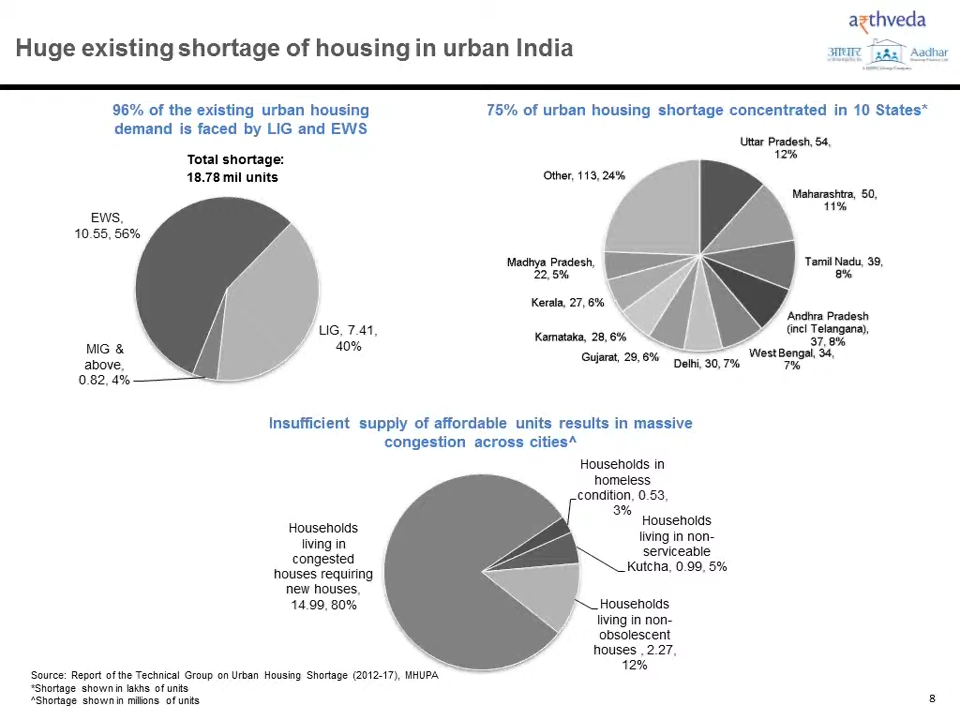 arthveda
Huge existing shortage of housing in urban India
आधार
Aadhar
96% of the existing urban housing
demand is faced by LIG and EWS
Total shortage:
18.78 mil units
EWS,
10.55, 56%
LIG, 7.41,
40%
MIG &
above,
0.82, 4%
75% of urban housing shortage concentrated in 10 States*
Uttar Pradesh, 54,
12%
Maharashtra, 50,
11%
Tamil Nadu, 39,
8%
Andhra Pradesh
(incl Telangana),
37, 8%
West Bengal, 34,
7%
Delhi, 30, 7%
Gujarat, 29, 6%
Karnataka, 28, 6%
Kerala, 27, 6%
Madhya Pradesh,
22, 5%
Other, 113, 24%
Insufficient supply of affordable units results in massive
congestion across cities^
Households in
homeless
condition, 0.53,
3%
Households
living in non-
serviceable
Kutcha, 0.99, 5%
Households
living in non-
obsolescent
houses , 2.27,
12%
Households
living in
congested
houses requiring
new houses,
14.99, 80%
Source: Report of the Technical Group on Urban Housing Shortage (2012-17), MHUPA
*Shortage shown in lakhs of units
^Shortage shown in millions of units
8